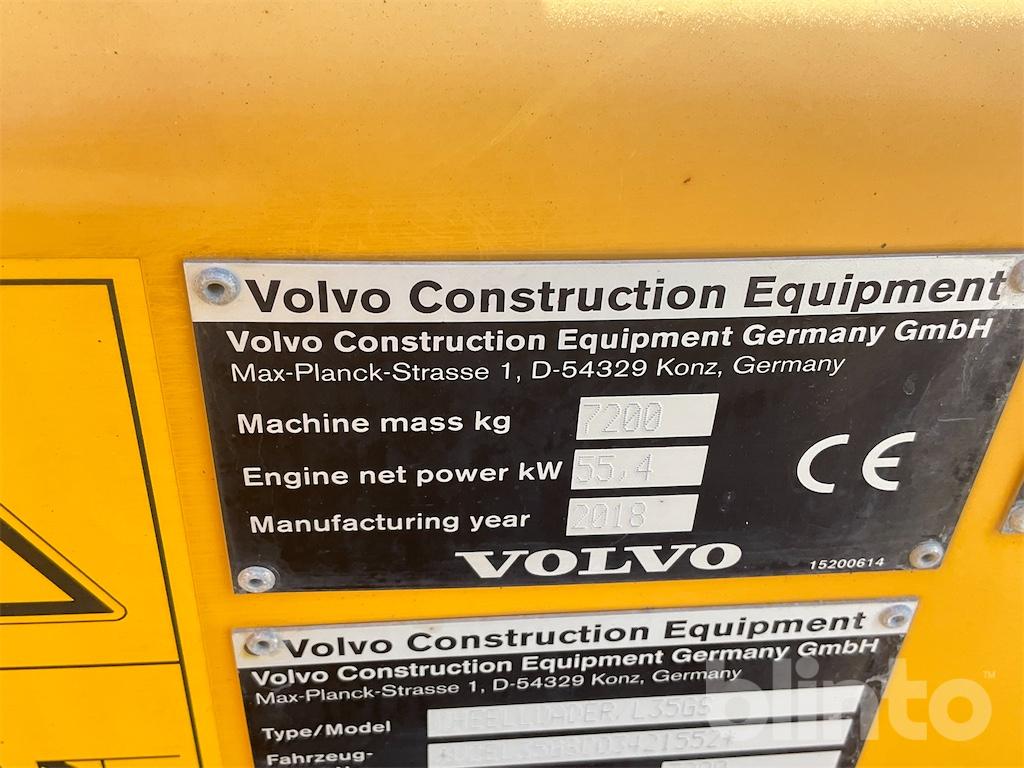 Volvo Construction Equipment
Volvo Construction Equipment Germany GmbH
Max-Planck-Strasse 1, D-54329 Konz, Germany
Machine mass kg 7200
Engine net power kW 55,4
Manufacturing year 2018
CE
VOLVO
15200614
Volvo Construction Equipment
Volvo Construction Equipment Germany GmbH
Max-Planck-Strasse 1, D-54329 Konz, Germany
Type/Model WHEELLOADER/L35GS
Fahrzeug-
blinto™